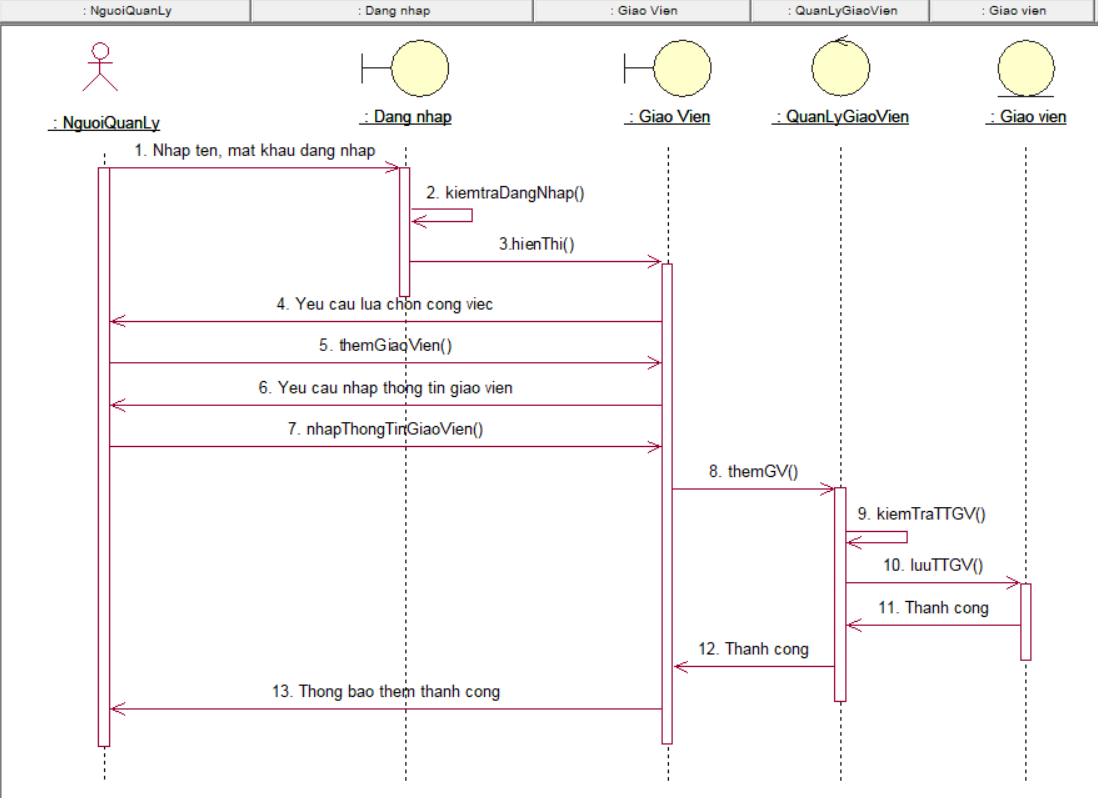 : NguoiQuanLy
: Dang nhap
: Giao Vien
: QuanLyGiaoVien
: Giao vien
: NguoiQuanLy
: Dang nhap
: Giao Vien
: QuanLyGiaoVien
: Giao vien
1. Nhap ten, mat khau dang nhap
2. kiemtraDangNhap()
3.hienThi()
4. Yeu cau lua chon cong viec
5. themGiaoVien()
6. Yeu cau nhap thong tin giao vien
7. nhapThongTinGiaoVien()
8. themGV()
9. kiemTraTTGV()
10. luuTTGV()
11. Thanh cong
12. Thanh cong
13. Thong bao them thanh cong